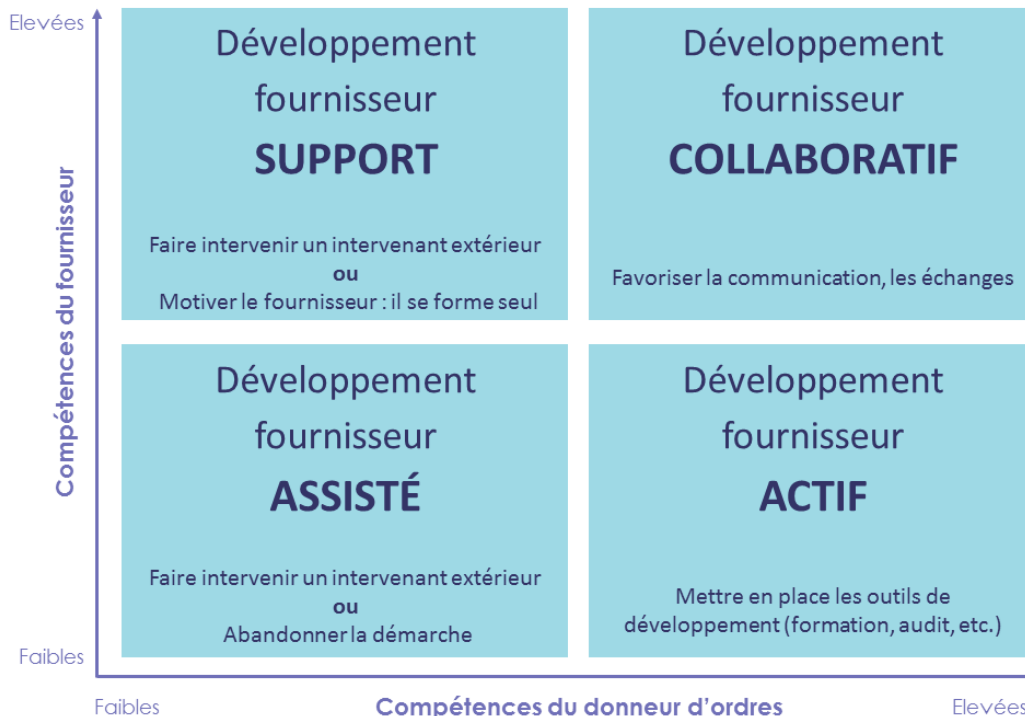 Elevées
Développement
fournisseur
SUPPORT
Faire intervenir un intervenant extérieur
ou
Motiver le fournisseur : il se forme seul
Développement
fournisseur
COLLABORATIF
Favoriser la communication, les échanges
Compétences du fournisseur
Développement
fournisseur
ASSISTÉ
Faire intervenir un intervenant extérieur
ou
Abandonner la démarche
Développement
fournisseur
ACTIF
Mettre en place les outils de
développement (formation, audit, etc.)
Faibles
Faibles
Compétences du donneur d'ordres
Elevées